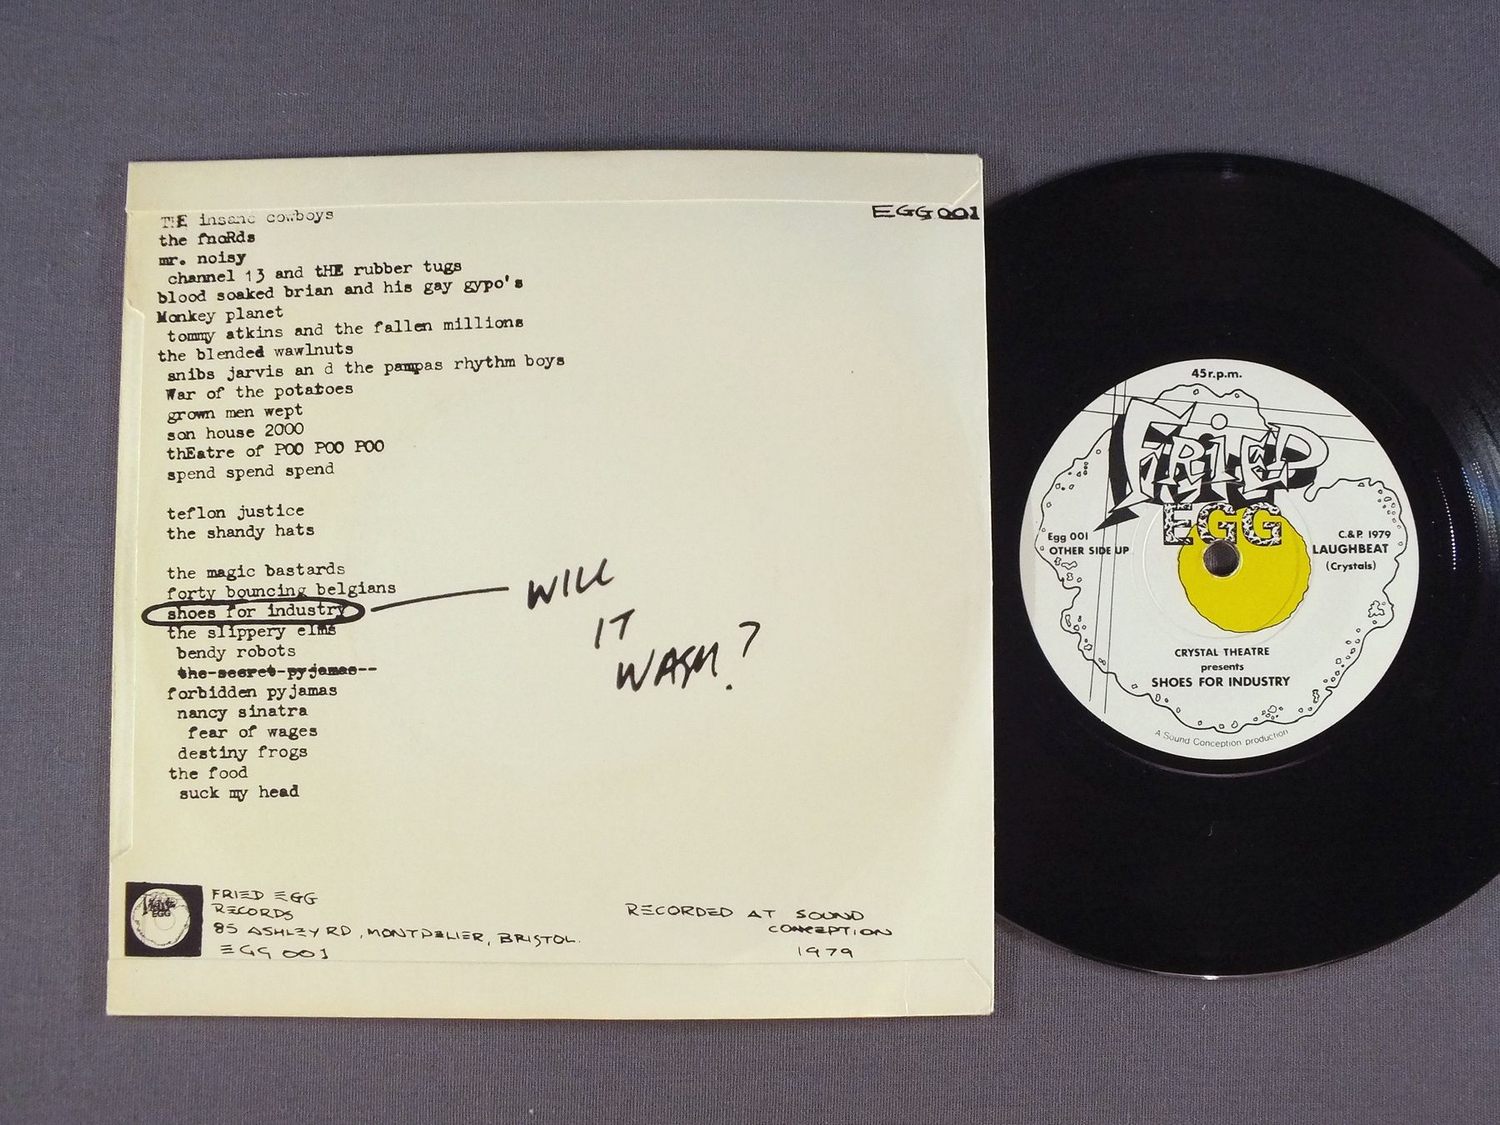 THE insane cowboys
EGG 001
the fnoRds
mr. noisy
channel 13 and tHE rubber tugs
blood soaked brian and his gay gypo's
Monkey planet
tommy atkins and the fallen millions
the blended wawlnuts
snibs jarvis an d the pampas rhythm boys
War of the potatoes
grown men wept
son house 2000
thEatre of POO POO POO
spend spend spend
teflon justice
the shandy hats
the magic bastards
forty bouncing belgians
shoes for industry
WILL
IT
WASH?
the slippery elms
bendy robots
the-secret-pyjamas--
forbidden pyjamas
nancy sinatra
fear of wages
destiny frogs
the food
suck my head
FRIED EGG
FRIED EGG
RECORDS
85 ASHLEY RD, MONTPELIER, BRISTOL.
EGG 001
RECORDED AT SOUND
CONCEPTION
1979
45 r.p.m.
FRIED
EGG
Egg 001
OTHER SIDE UP
C.&P. 1979
LAUGHBEAT
(Crystals)
CRYSTAL THEATRE
presents
SHOES FOR INDUSTRY
A Sound Conception production